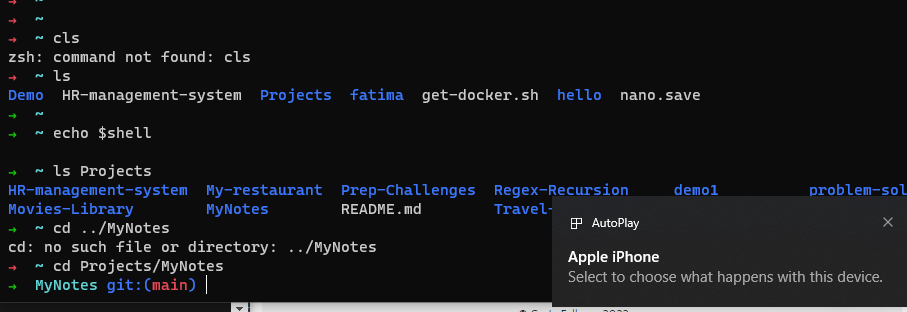 → ~
→ ~
→ ~ cls
zsh: command not found: cls
→ ~ ls
Demo HR-management-system Projects fatima get-docker.sh hello nano.save
→ ~
→ ~ echo $shell
→ ~ ls Projects
HR-management-system My-restaurant Prep-Challenges Regex-Recursion demo1 problem-sol
Movies-Library MyNotes README.md Travel-
→ ~ cd ../MyNotes
cd: no such file or directory: ../MyNotes
→ ~ cd Projects/MyNotes
→ MyNotes git:(main)
AutoPlay
Apple iPhone
Select to choose what happens with this device.